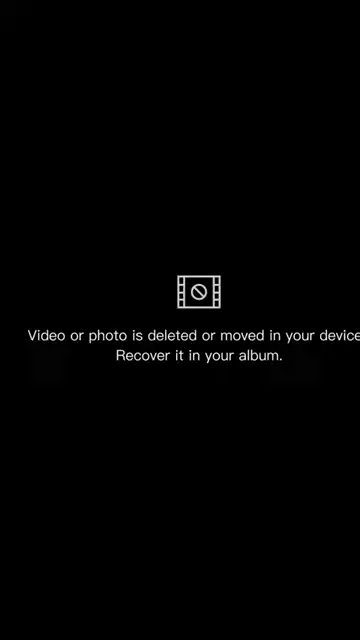 Video or photo is deleted or moved in your device
Recover it in your album.